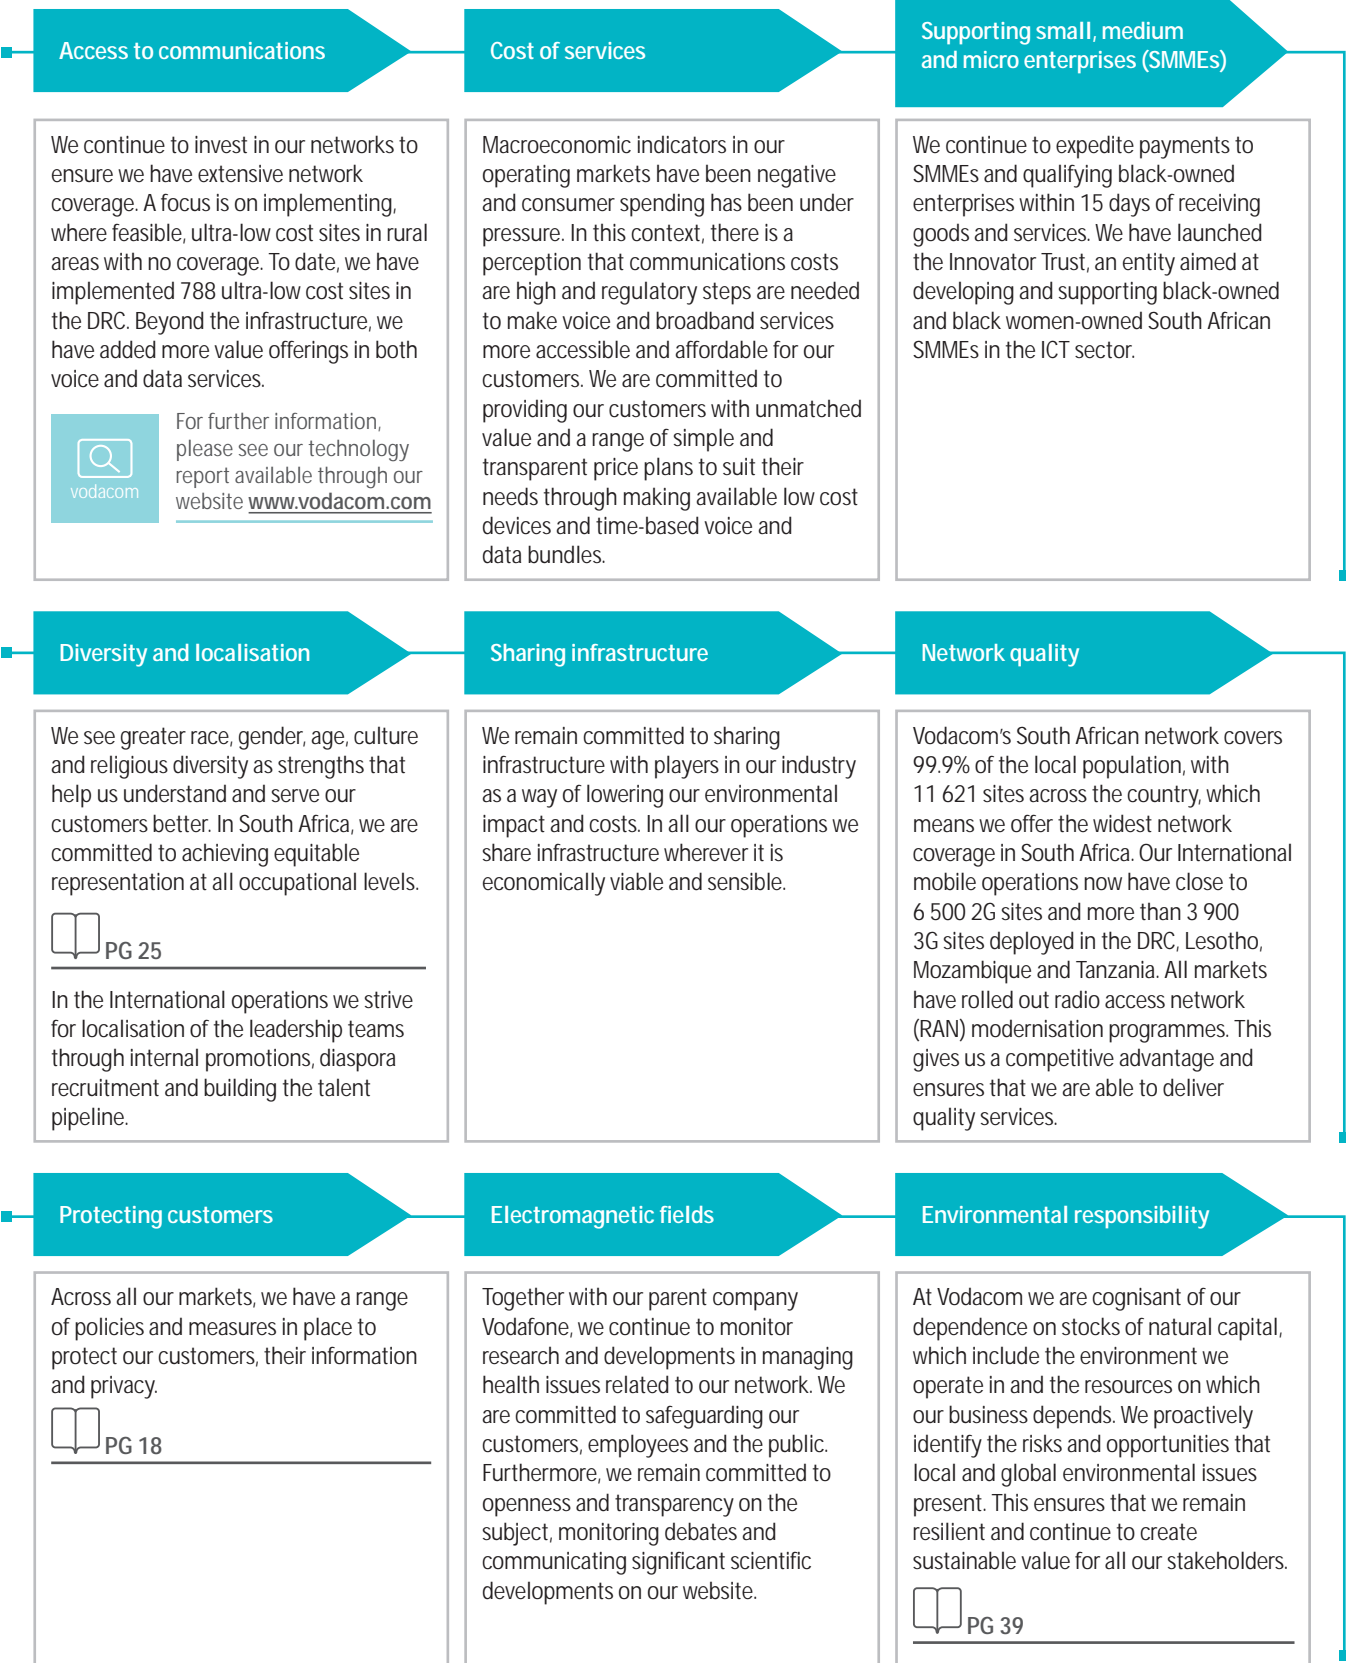 Access to communications
We continue to invest in our networks to
ensure we have extensive network
coverage. A focus is on implementing,
where feasible, ultra-low cost sites in rural
areas with no coverage. To date, we have
implemented 788 ultra-low cost sites in
the DRC. Beyond the infrastructure, we
have added more value offerings in both
voice and data services.
vodacom
For further information,
please see our technology
report available through our
website www.vodacom.com
Cost of services
Macroeconomic indicators in our
operating markets have been negative
and consumer spending has been under
pressure. In this context, there is a
perception that communications costs
are high and regulatory steps are needed
to make voice and broadband services
more accessible and affordable for our
customers. We are committed to
providing our customers with unmatched
value and a range of simple and
transparent price plans to suit their
needs through making available low cost
devices and time-based voice and
data bundles.
Supporting small, medium
and micro enterprises (SMMEs)
We continue to expedite payments to
SMMEs and qualifying black-owned
enterprises within 15 days of receiving
goods and services. We have launched
the Innovator Trust, an entity aimed at
developing and supporting black-owned
and black women-owned South African
SMMEs in the ICT sector.
Diversity and localisation
We see greater race, gender, age, culture
and religious diversity as strengths that
help us understand and serve our
customers better. In South Africa, we are
committed to achieving equitable
representation at all occupational levels.
PG 25
In the International operations we strive
for localisation of the leadership teams
through internal promotions, diaspora
recruitment and building the talent
pipeline.
Sharing infrastructure
We remain committed to sharing
infrastructure with players in our industry
as a way of lowering our environmental
impact and costs. In all our operations we
share infrastructure wherever it is
economically viable and sensible.
Network quality
Vodacom's South African network covers
99.9% of the local population, with
11 621 sites across the country, which
means we offer the widest network
coverage in South Africa. Our International
mobile operations now have close to
6 500 2G sites and more than 3 900
3G sites deployed in the DRC, Lesotho,
Mozambique and Tanzania. All markets
have rolled out radio access network
(RAN) modernisation programmes. This
gives us a competitive advantage and
ensures that we are able to deliver
quality services.
Protecting customers
Across all our markets, we have a range
of policies and measures in place to
protect our customers, their information
and privacy.
PG 18
Electromagnetic fields
Together with our parent company
Vodafone, we continue to monitor
research and developments in managing
health issues related to our network. We
are committed to safeguarding our
customers, employees and the public.
Furthermore, we remain committed to
openness and transparency on the
subject, monitoring debates and
communicating significant scientific
developments on our website.
Environmental responsibility
At Vodacom we are cognisant of our
dependence on stocks of natural capital,
which include the environment we
operate in and the resources on which
our business depends. We proactively
identify the risks and opportunities that
local and global environmental issues
present. This ensures that we remain
resilient and continue to create
sustainable value for all our stakeholders.
PG 39